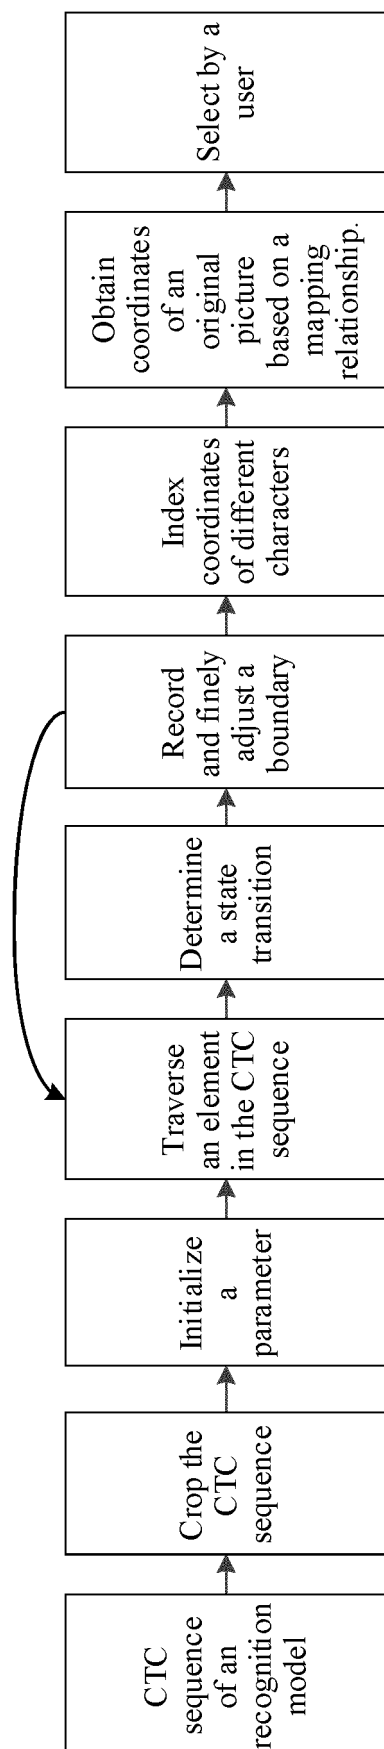 CTC
sequence
of an
recognition
model
Crop the
CTC
sequence
Initialize
a
parameter
Traverse
an element
in the CTC
sequence
Determine
a state
transition
Record
and finely
adjust a
boundary
Index
coordinates
of different
characters
Obtain
coordinates
of an
original
picture
based on a
mapping
relationship.
Select by a
user